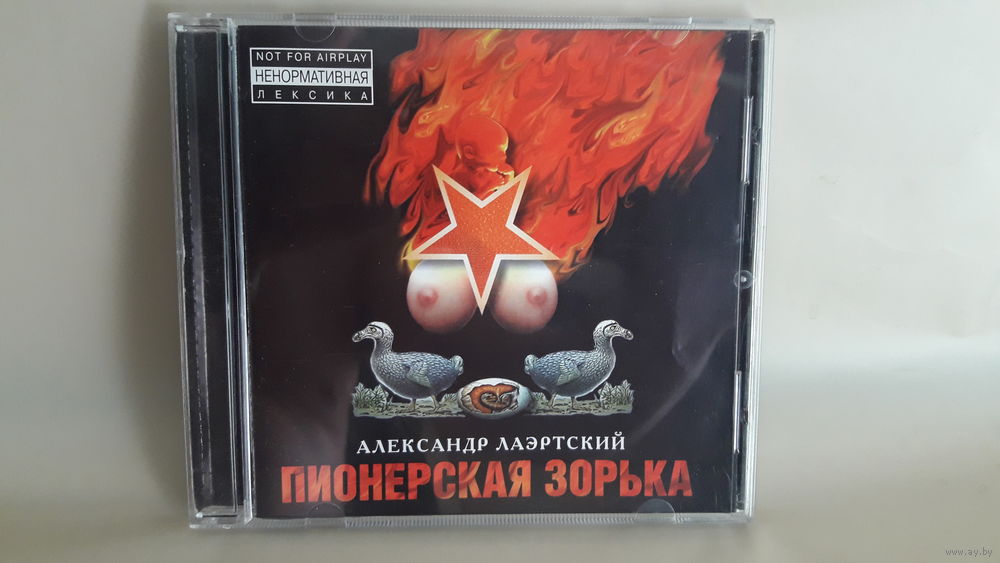 NOT FOR AIRPLAY
НЕНОРМАТИВНАЯ
ЛЕКСИКА
АЛЕКСАНДР ЛАЭРТСКИЙ
ПИОНЕРСКАЯ ЗОРЬКА
www.ay.by